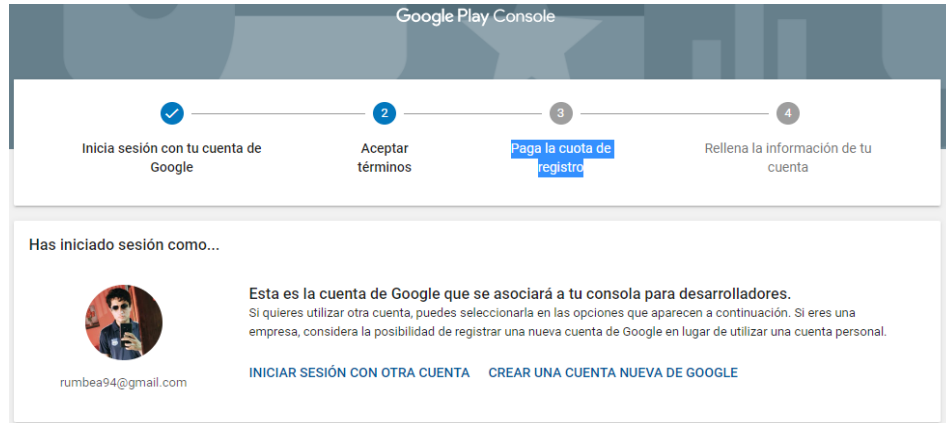 Google Play Console
2
3
4
Inicia sesión con tu cuenta de
Google
Aceptar
términos
Paga la cuota de
registro
Rellena la información de tu
cuenta
Has iniciado sesión como...
Esta es la cuenta de Google que se asociará a tu consola para desarrolladores.
Si quieres utilizar otra cuenta, puedes seleccionarla en las opciones que aparecen a continuación. Si eres una
empresa, considera la posibilidad de registrar una nueva cuenta de Google en lugar de utilizar una cuenta personal.
rumbea94@gmail.com
INICIAR SESIÓN CON OTRA CUENTA CREAR UNA CUENTA NUEVA DE GOOGLE